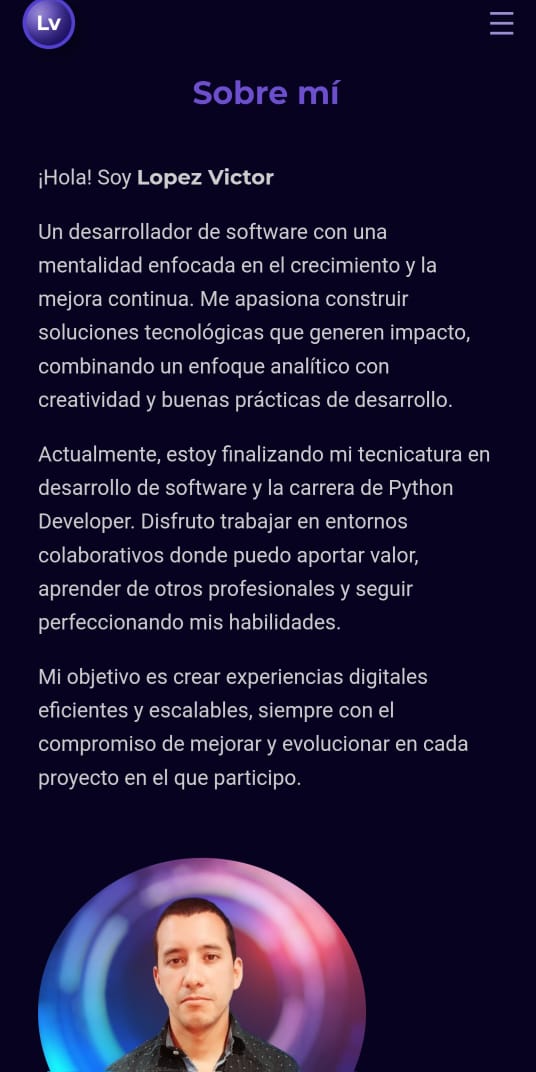 Lv
Sobre mí
¡Hola! Soy Lopez Victor
Un desarrollador de software con una
mentalidad enfocada en el crecimiento y la
mejora continua. Me apasiona construir
soluciones tecnológicas que generen impacto,
combinando un enfoque analítico con
creatividad y buenas prácticas de desarrollo.
Actualmente, estoy finalizando mi tecnicatura en
desarrollo de software y la carrera de Python
Developer. Disfruto trabajar en entornos
colaborativos donde puedo aportar valor,
aprender de otros profesionales y seguir
perfeccionando mis habilidades.
Mi objetivo es crear experiencias digitales
eficientes y escalables, siempre con el
compromiso de mejorar y evolucionar en cada
proyecto en el que participo.